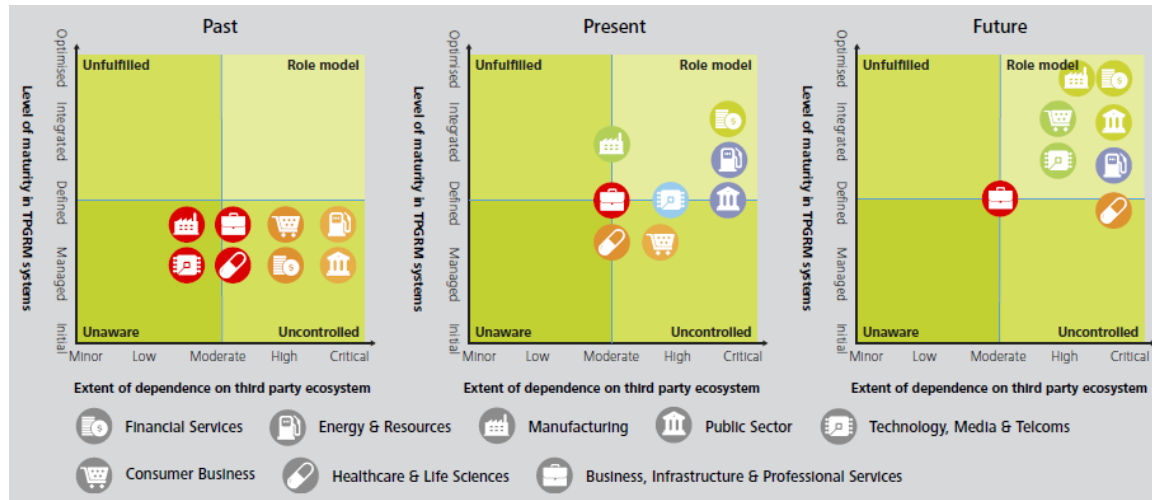 Past
Present
Future
Level of maturity in TPGRM systems
Optimised
Integrated
Defined
Managed
Initial
Unfulfilled
Role model
Unaware
Uncontrolled
Minor
Low
Moderate
High
Critical
Extent of dependence on third party ecosystem
Level of maturity in TPGRM systems
Optimised
Integrated
Defined
Managed
Initial
Unfulfilled
Role model
Unaware
Uncontrolled
Minor
Low
Moderate
High
Critical
Extent of dependence on third party ecosystem
Level of maturity in TPGRM systems
Optimised
Integrated
Defined
Managed
Initial
Unfulfilled
Role model
Unaware
Uncontrolled
Minor
Low
Moderate
High
Critical
Extent of dependence on third party ecosystem
Financial Services
Energy & Resources
Manufacturing
Public Sector
Technology, Media & Telcoms
Consumer Business
Healthcare & Life Sciences
Business, Infrastructure & Professional Services